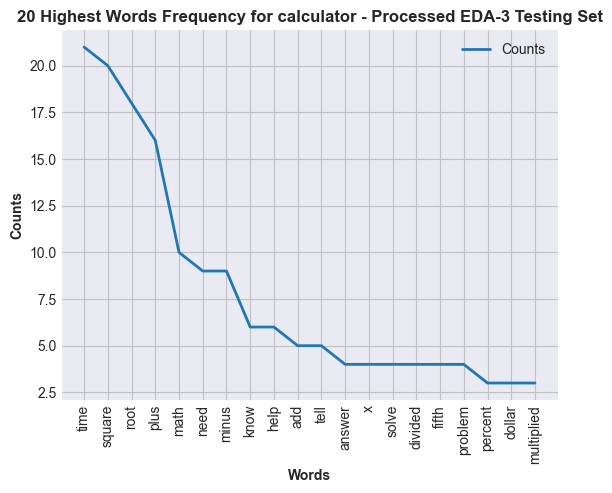 20 Highest Words Frequency for calculator - Processed EDA-3 Testing Set
Counts
20.0
17.5
15.0
12.5
10.0
7.5
5.0
2.5
Counts
time
square
root
plus
math
need
minus
know
help
add
tell
answer
x
solve
divided
fifth
problem
percent
dollar
multiplied
Words